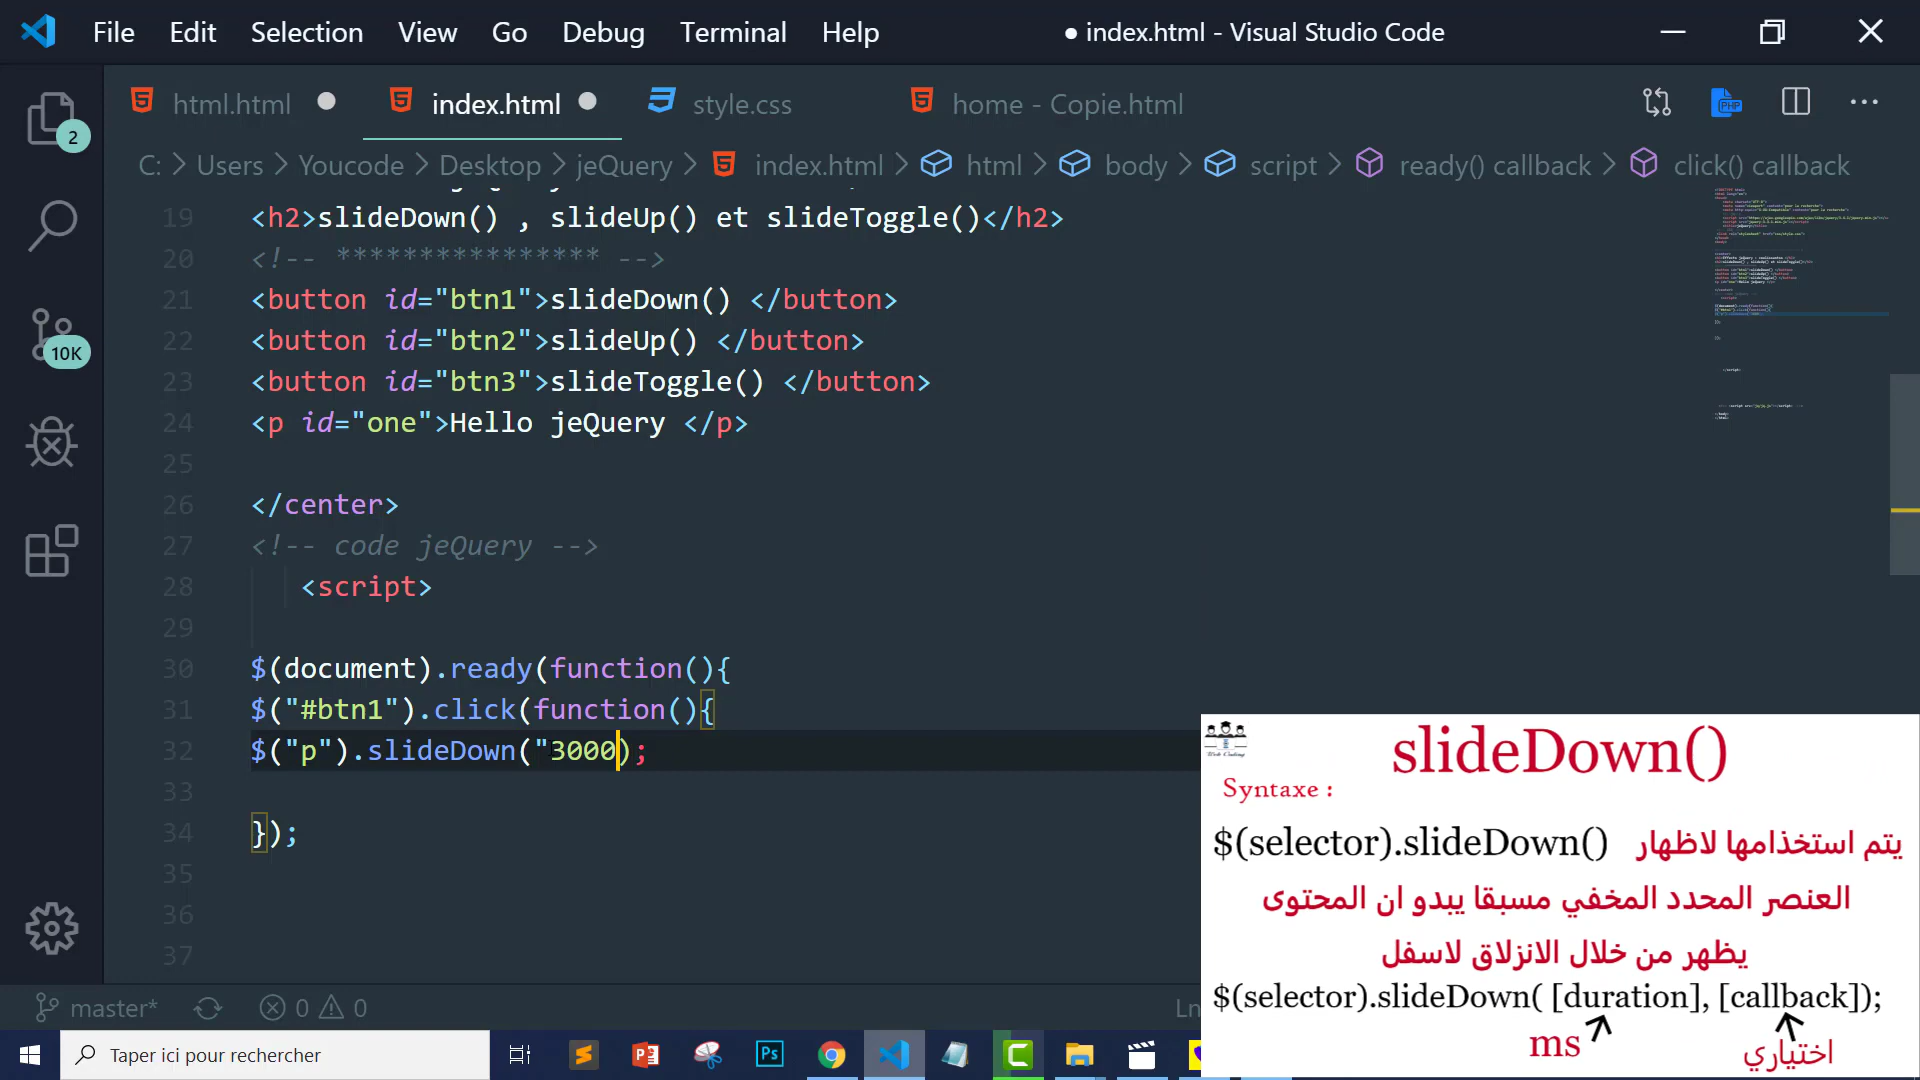 File Edit Selection View Go Debug Terminal Help ● index.html - Visual Studio Code
html.html index.html style.css home - Copie.html
C: > Users > Youcode > Desktop > jeQuery > index.html > html > body > script > ready() callback > click() callback
19 <h2>slideDown() , slideUp() et slideToggle()</h2>
20 <!-- **************** -->
21 <button id="btn1">slideDown() </button>
22 <button id="btn2">slideUp() </button>
23 <button id="btn3">slideToggle() </button>
24 <p id="one">Hello jeQuery </p>
25
26 </center>
27 <!-- code jeQuery -->
28 <script>
29
30 $(document).ready(function(){
31 $("#btn1").click(function(){
32 $("p").slideDown("3000);
33
34 });
35
36
37
2
10K
master* 0 0 Ln
Taper ici pour rechercher
Web Coding
slideDown()
Syntaxe :
$(selector).slideDown() يتم استخذامها لاظهار
العنصر المحدد المخفي مسبقا يبدو ان المحتوى
يظهر من خلال الانزلاق لاسفل
$(selector).slideDown( [duration], [callback]);
ms
اختياري